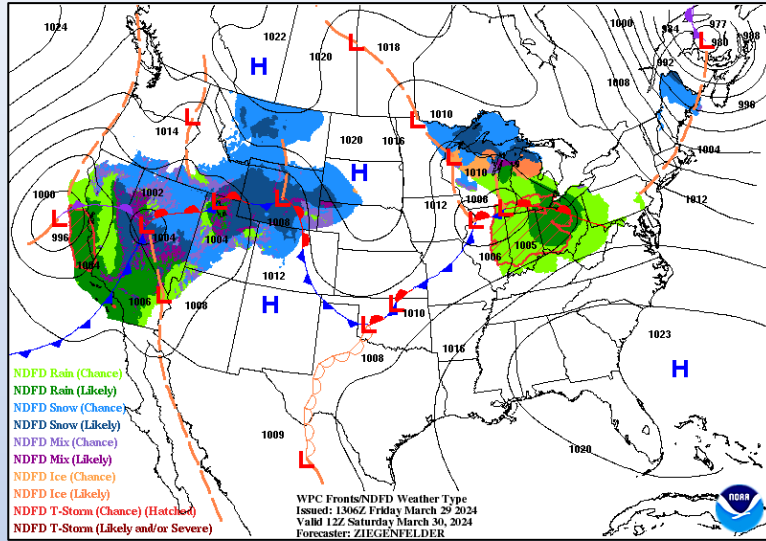 1024
1022
1020
1018
1000
977
984
980
988
992
H
L
L
L
1008
996
1010
L
1014
1016
1020
L
1010
H
1004
1000
1002
1012
1008
1012
L
996
L
1004
L
1004
L
1008
L
L
1006
1005
1004
1006
1008
L
1012
H
1006
L
L
1010
1008
1016
1023
H
1009
L
1020
NDFD Rain (Chance)
NDFD Rain (Likely)
NDFD Snow (Chance)
NDFD Snow (Likely)
NDFD Mix (Chance)
NDFD Mix (Likely)
NDFD Ice (Chance)
NDFD Ice (Likely)
NDFD T-Storm (Chance) (Hatched)
NDFD T-Storm (Likely and/or Severe)
WPC Fronts/NDFD Weather Type
Issued: 1306Z Friday March 29 2024
Valid 12Z Saturday March 30, 2024
Forecaster: ZIEGENFELDER
NOAA